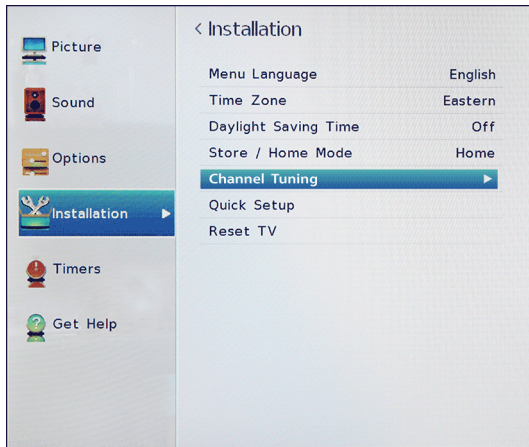 Picture
Sound
Options
Installation
Timers
Get Help
< Installation
Menu Language English
Time Zone Eastern
Daylight Saving Time Off
Store / Home Mode Home
Channel Tuning
Quick Setup
Reset TV